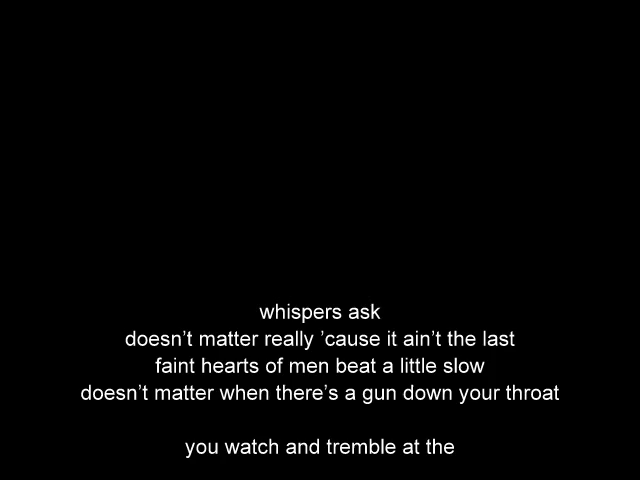 whispers ask
doesn’t matter really ’cause it ain’t the last
faint hearts of men beat a little slow
doesn’t matter when there’s a gun down your throat
you watch and tremble at the